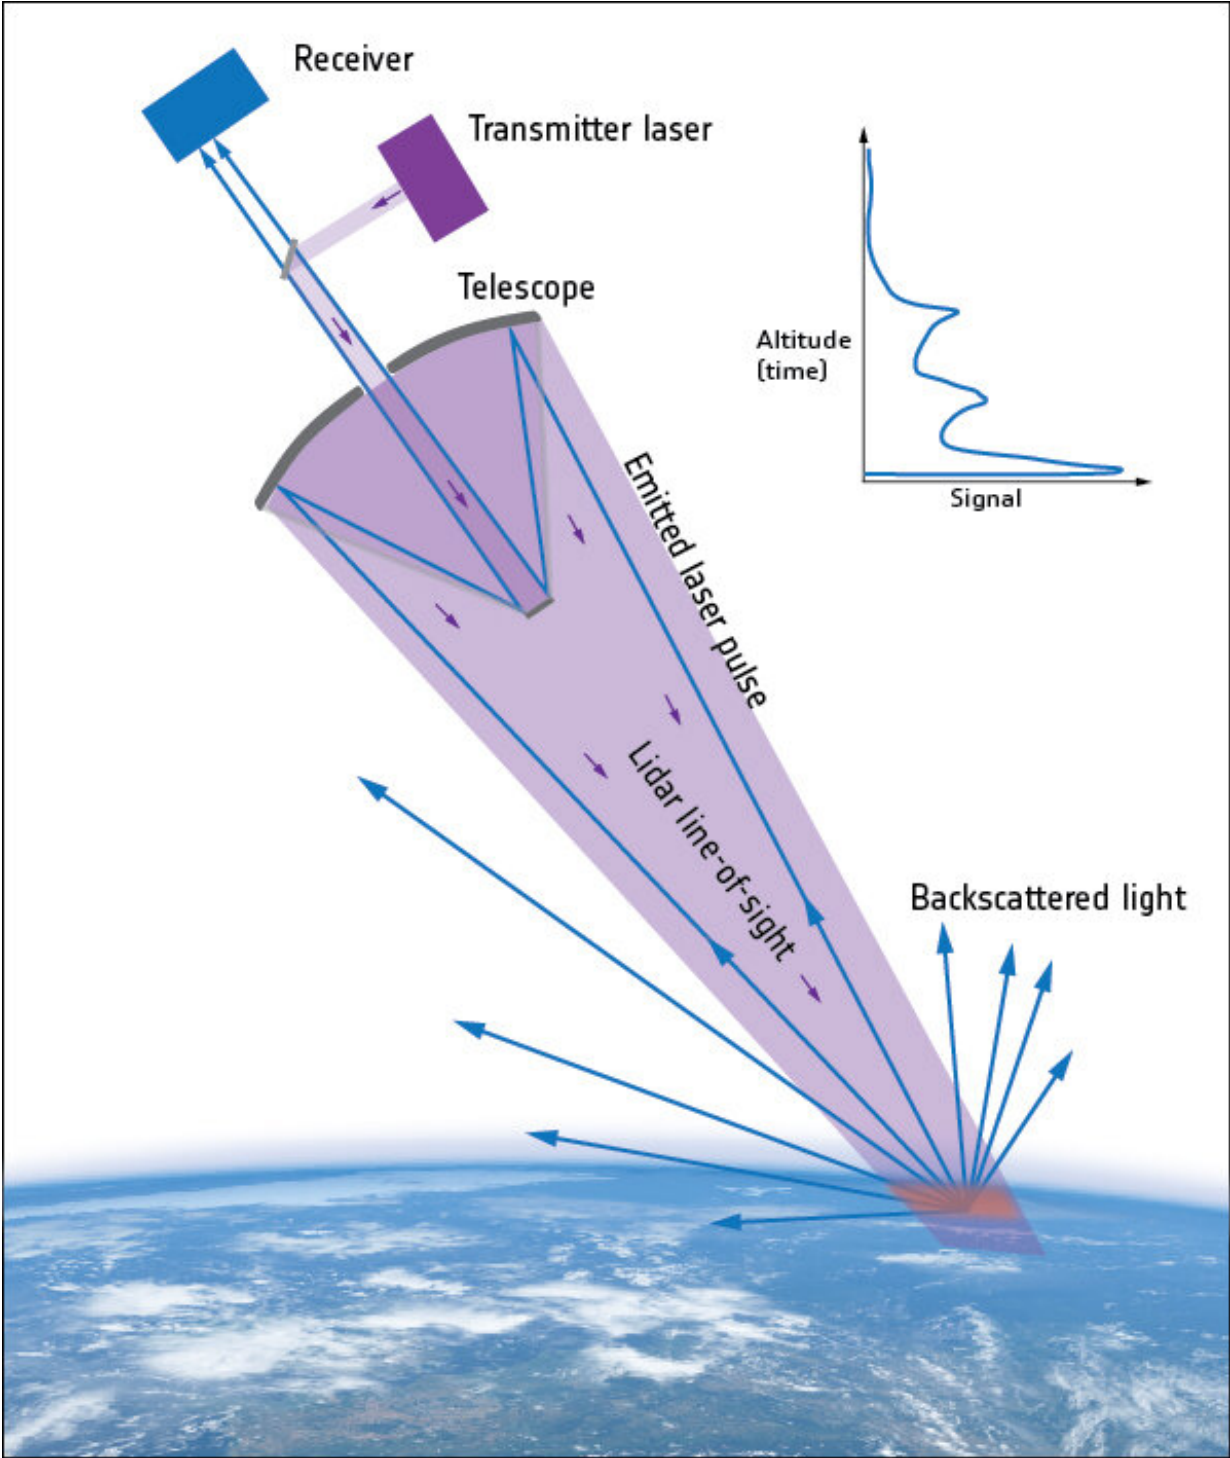 Receiver
Transmitter laser
Telescope
Altitude
(time)
Signal
Emitted laser pulse
Lidar line-of-sight
Backscattered light